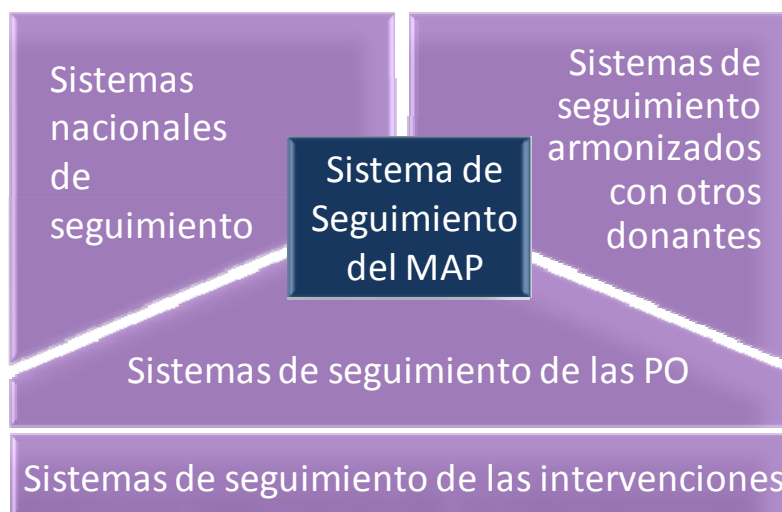 Sistemas
nacionales
de
seguimiento
Sistemas de
seguimiento
armonizados
con otros
donantes
Sistema de
Seguimiento
del MAP
Sistemas de seguimiento de las PO
Sistemas de seguimiento de las intervenciones